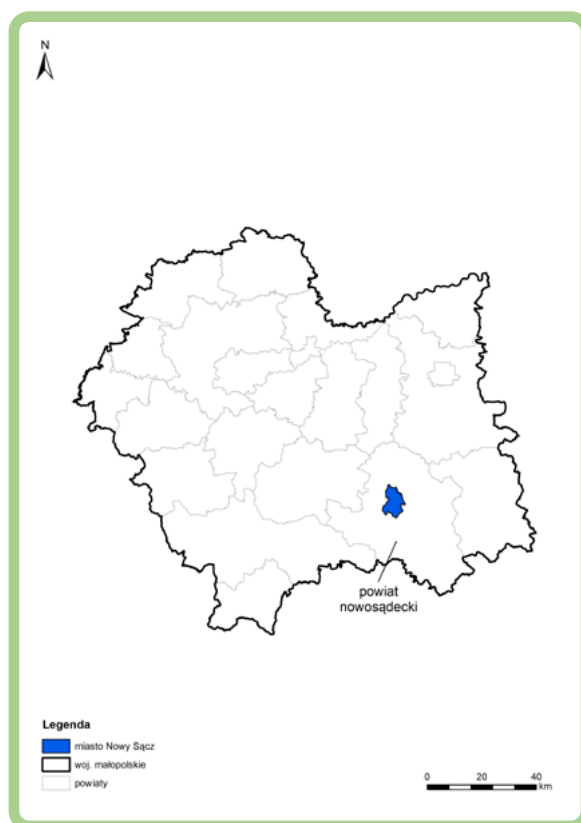 N
powiat
nowosądecki
Legenda
miasto Nowy Sącz
woj. małopolskie
powiaty
0 20 40
km